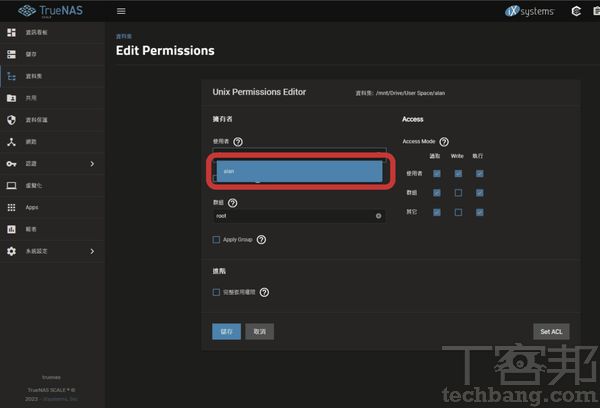 TrueNAS
SCALE
iXsystems
資訊看板
儲存
資料集
共用
資料保護
網路
認證
虛擬化
Apps
報告
系統設定
truenas
TrueNAS SCALE ® ©
2023 - iXsystems, Inc.
資料集
Edit Permissions
Unix Permissions Editor
資料集: /mnt/Drive/User Space/alan
擁有者
使用者
alan
群組
root
Apply Group
Access
Access Mode
讀取 Write 執行
使用者
群組
其它
進階
完整套用權限
儲存
取消
Set ACL
T客邦
techbang.com